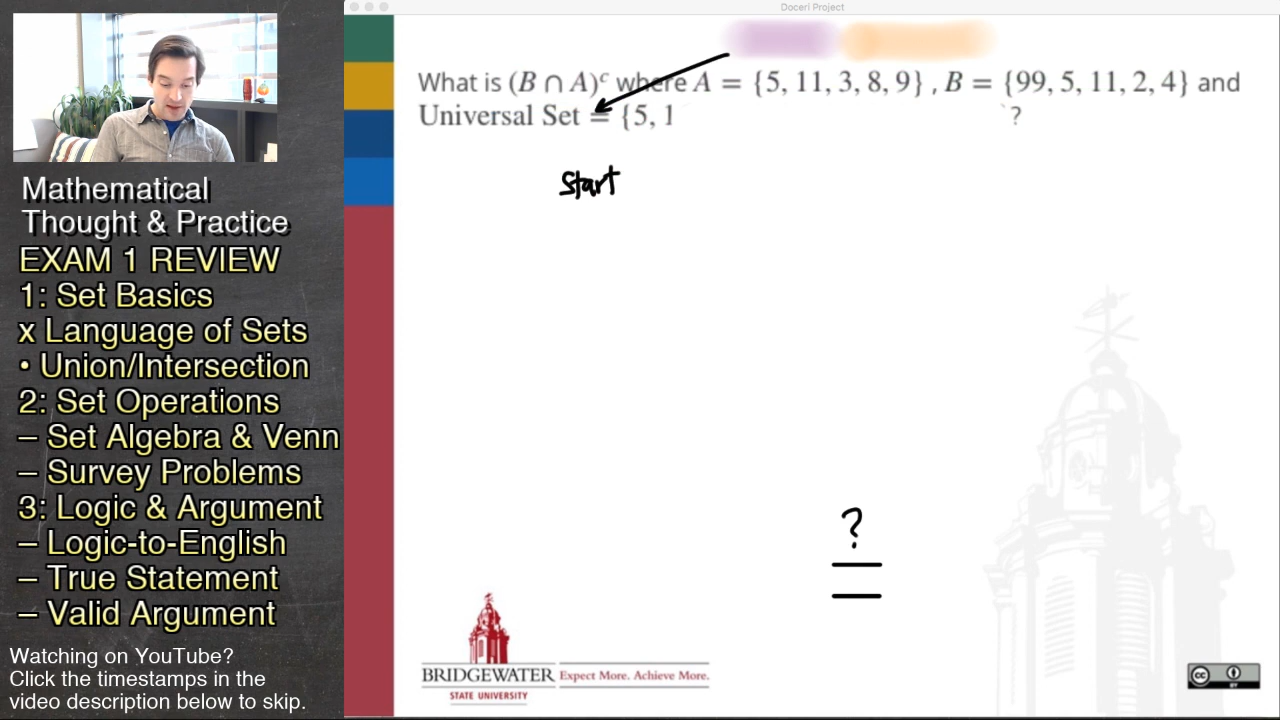 Doceri Project
What is (B ∩ A)ᶜ where A = {5, 11, 3, 8, 9} , B = {99, 5, 11, 2, 4} and
Universal Set = {5, 1 ?
Start
?
Mathematical
Thought & Practice
EXAM 1 REVIEW
1: Set Basics
x Language of Sets
• Union/Intersection
2: Set Operations
– Set Algebra & Venn
– Survey Problems
3: Logic & Argument
– Logic-to-English
– True Statement
– Valid Argument
Watching on YouTube?
Click the timestamps in the
video description below to skip.
BRIDGEWATER
STATE UNIVERSITY
Expect More. Achieve More.
cc
BY